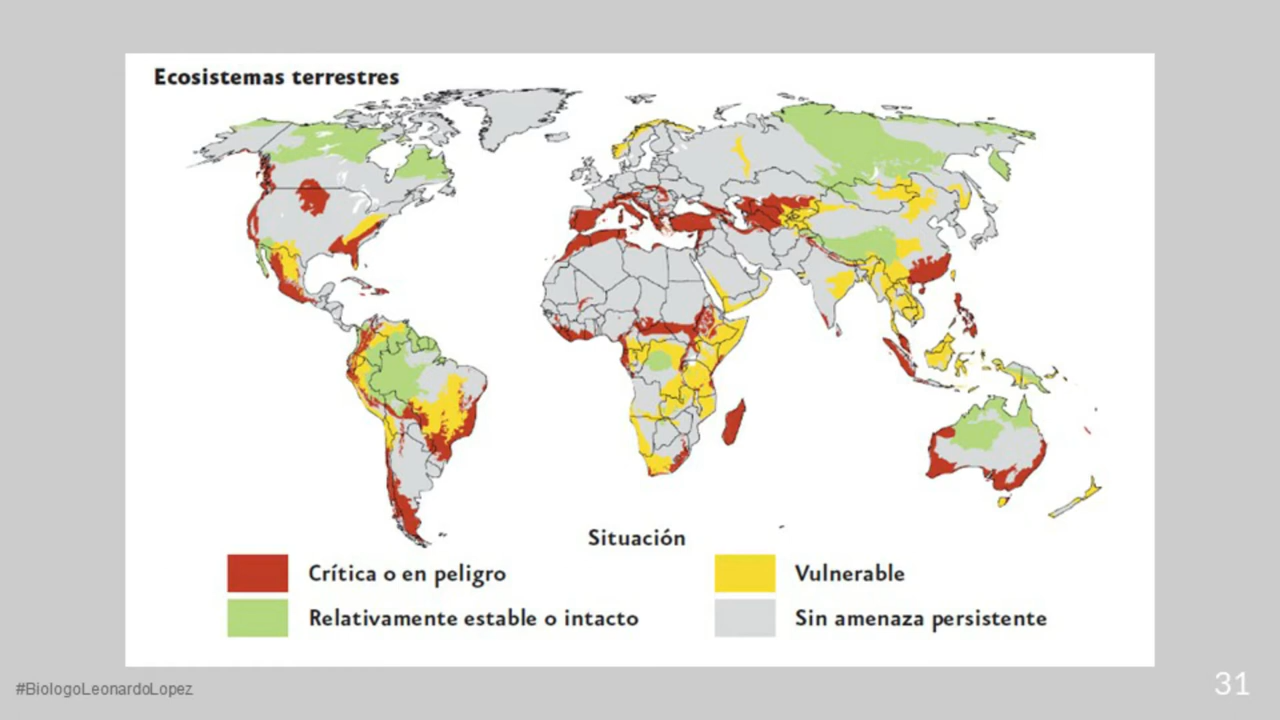 Ecosistemas terrestres
Situación
Crítica o en peligro
Vulnerable
Relativamente estable o intacto
Sin amenaza persistente
#BiologoLeonardoLopez
31